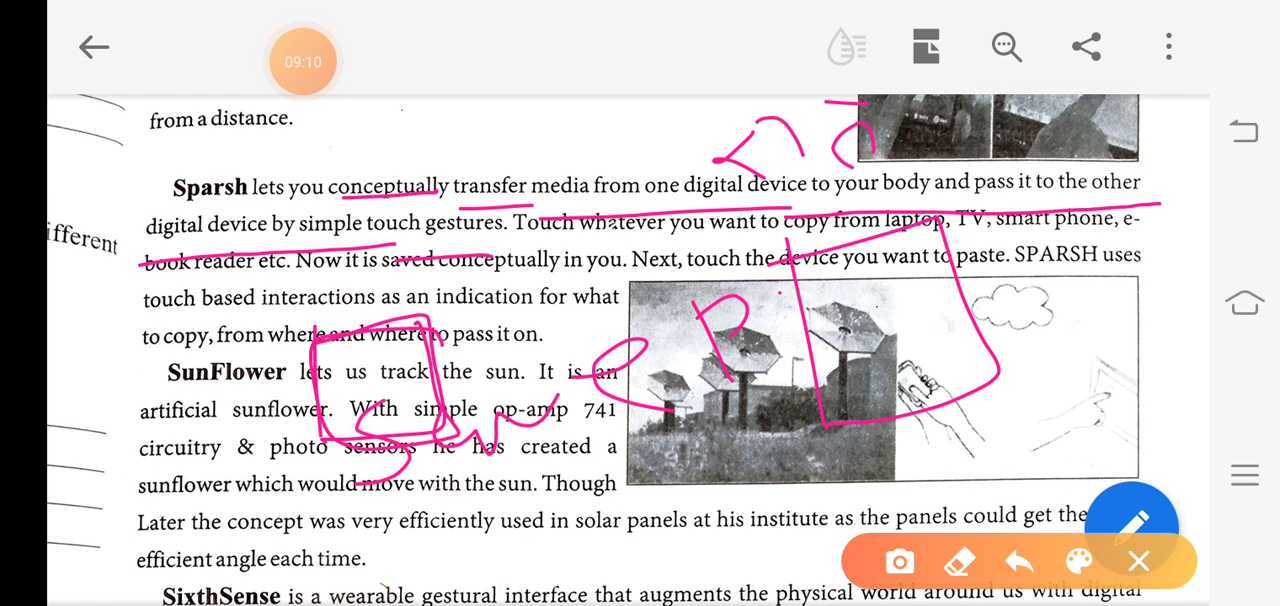 09:10
from a distance.
Sparsh lets you conceptually transfer media from one digital device to your body and pass it to the other
digital device by simple touch gestures. Touch whatever you want to copy from laptop, TV, smart phone, e-
ifferent
book reader etc. Now it is saved conceptually in you. Next, touch the device you want to paste. SPARSH uses
touch based interactions as an indication for what
to copy, from where and where to pass it on.
SunFlower lets us track the sun. It is an
artificial sunflower. With simple op-amp 741
circuitry & photo sensors he has created a
sunflower which would move with the sun. Though
Later the concept was very efficiently used in solar panels at his institute as the panels could get the
efficient angle each time.
SixthSense is a wearable gestural interface that augments the physical world around us with digital